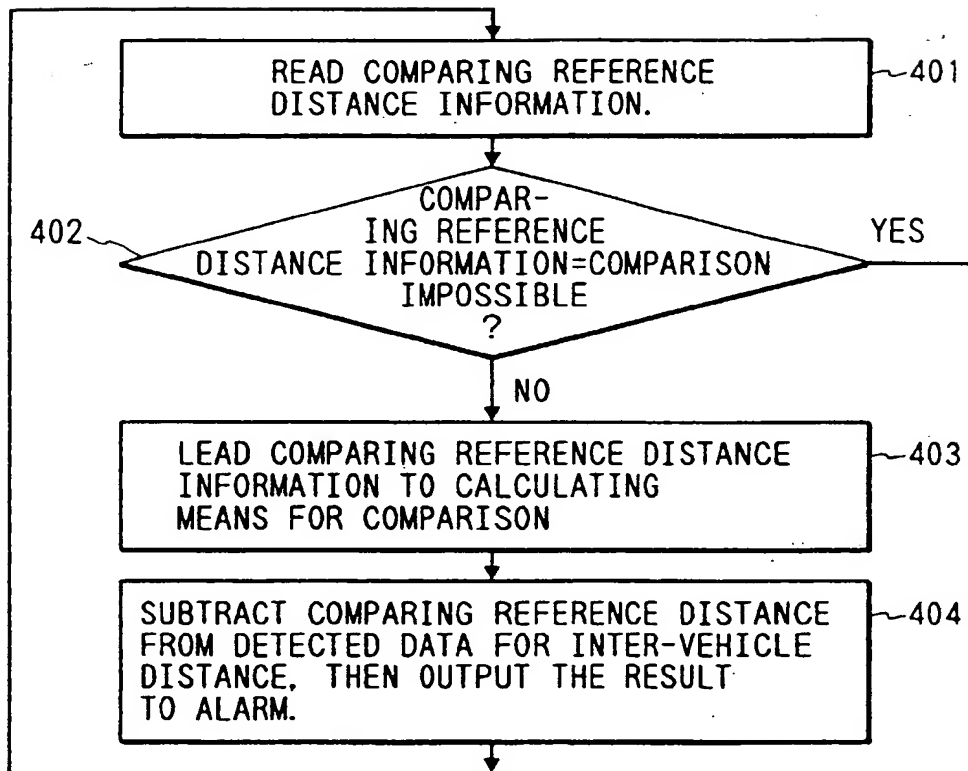 READ COMPARING REFERENCE
DISTANCE INFORMATION.
401
402
COMPAR-
ING REFERENCE
DISTANCE INFORMATION=COMPARISON
IMPOSSIBLE
?
YES
NO
LEAD COMPARING REFERENCE DISTANCE
INFORMATION TO CALCULATING
MEANS FOR COMPARISON
403
SUBTRACT COMPARING REFERENCE DISTANCE
FROM DETECTED DATA FOR INTER-VEHICLE
DISTANCE, THEN OUTPUT THE RESULT
TO ALARM.
404